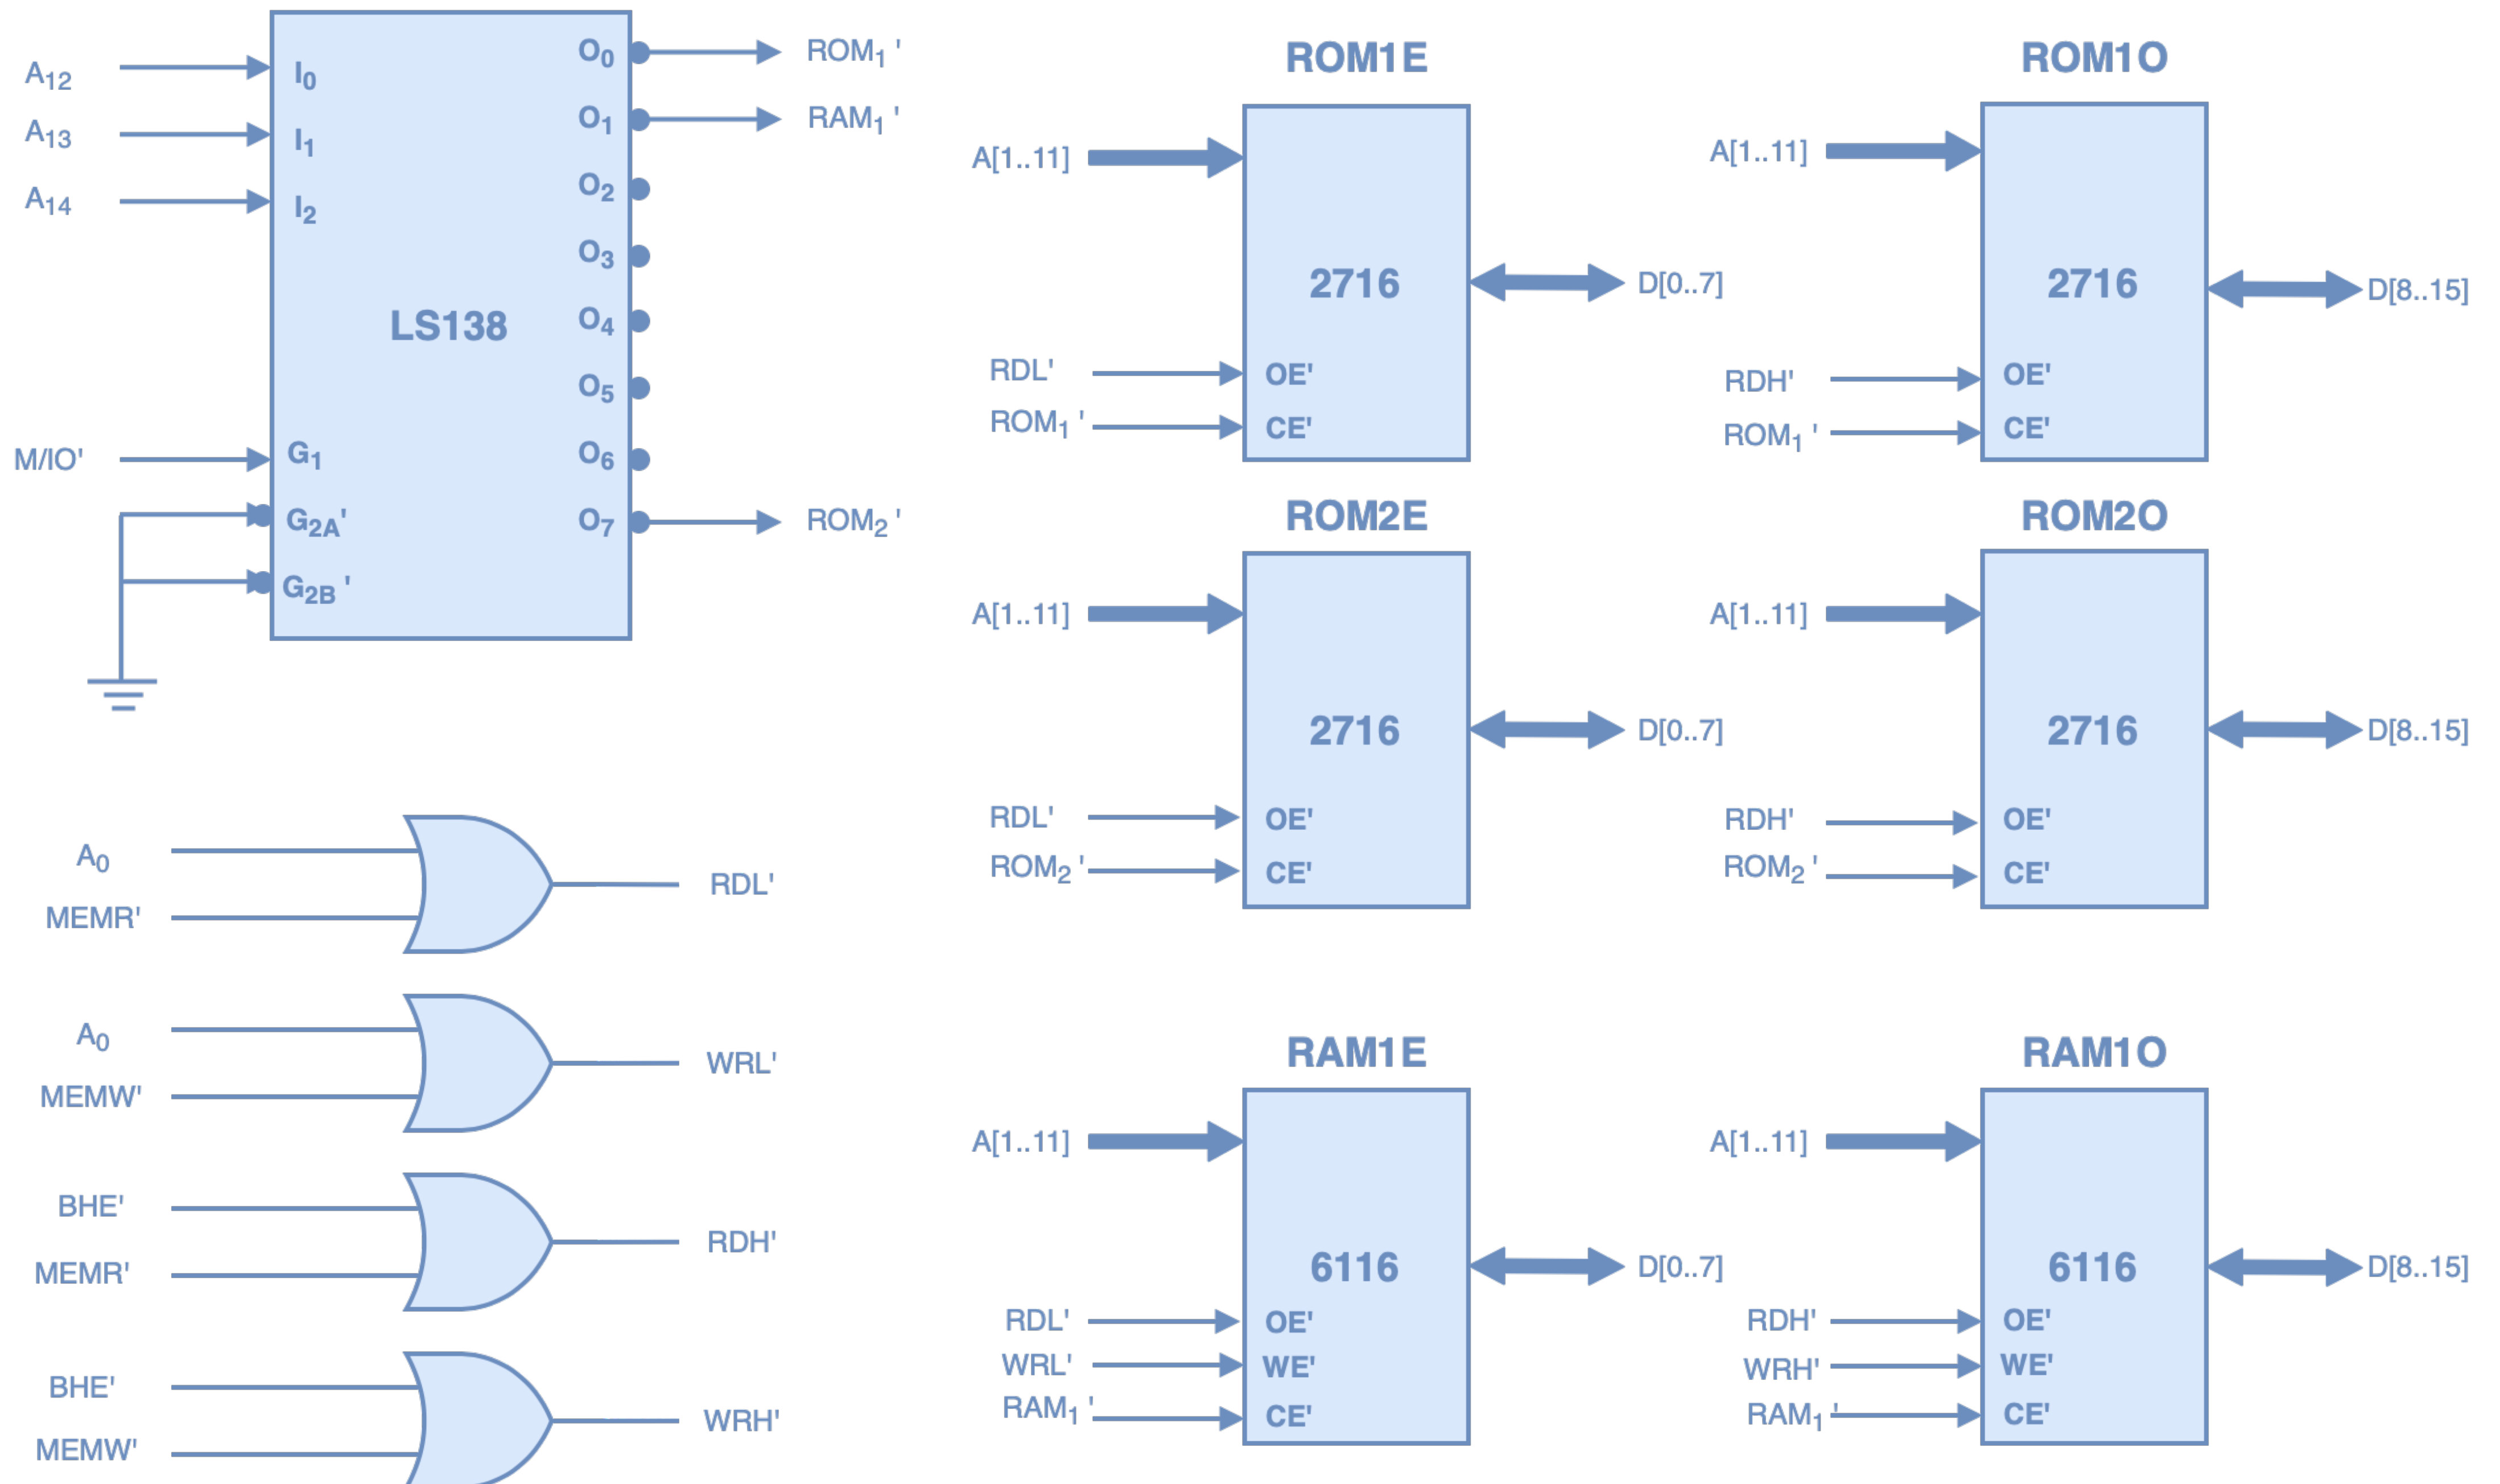 A12
A13
A14
M/IO'
I0
I1
I2
LS138
G1
G2A'
G2B '
O0
O1
O2
O3
O4
O5
O6
O7
ROM1 '
RAM1 '
ROM2 '
A0
MEMR'
RDL'
A0
MEMW'
WRL'
BHE'
MEMR'
RDH'
BHE'
MEMW'
WRH'
ROM1E
A[1..11]
2716
D[0..7]
RDL'
OE'
ROM1 '
CE'
ROM1O
A[1..11]
2716
D[8..15]
RDH'
OE'
ROM1 '
CE'
ROM2E
A[1..11]
2716
D[0..7]
RDL'
OE'
ROM2 '
CE'
ROM2O
A[1..11]
2716
D[8..15]
RDH'
OE'
ROM2 '
CE'
RAM1E
A[1..11]
6116
D[0..7]
RDL'
OE'
WRL'
WE'
RAM1 '
CE'
RAM1O
A[1..11]
6116
D[8..15]
RDH'
OE'
WRH'
WE'
RAM1 '
CE'